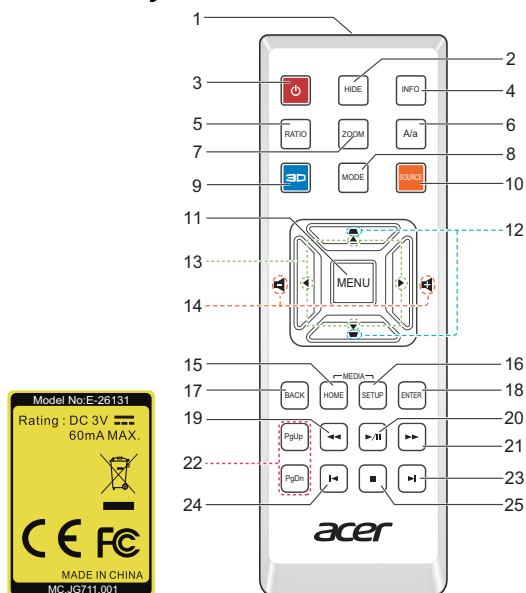 1
2
3
HIDE
INFO
4
5
RATIO
ZOOM
A/a
6
7
8
3D
MODE
SOURCE
9
10
11
12
13
MENU
14
15
MEDIA
16
17
BACK
HOME
SETUP
ENTER
18
19
20
PgUp
21
22
PgDn
23
24
25
acer
Model No:E-26131
Rating : DC 3V
60mA MAX.
CE FC
MADE IN CHINA
MC.JG711.001